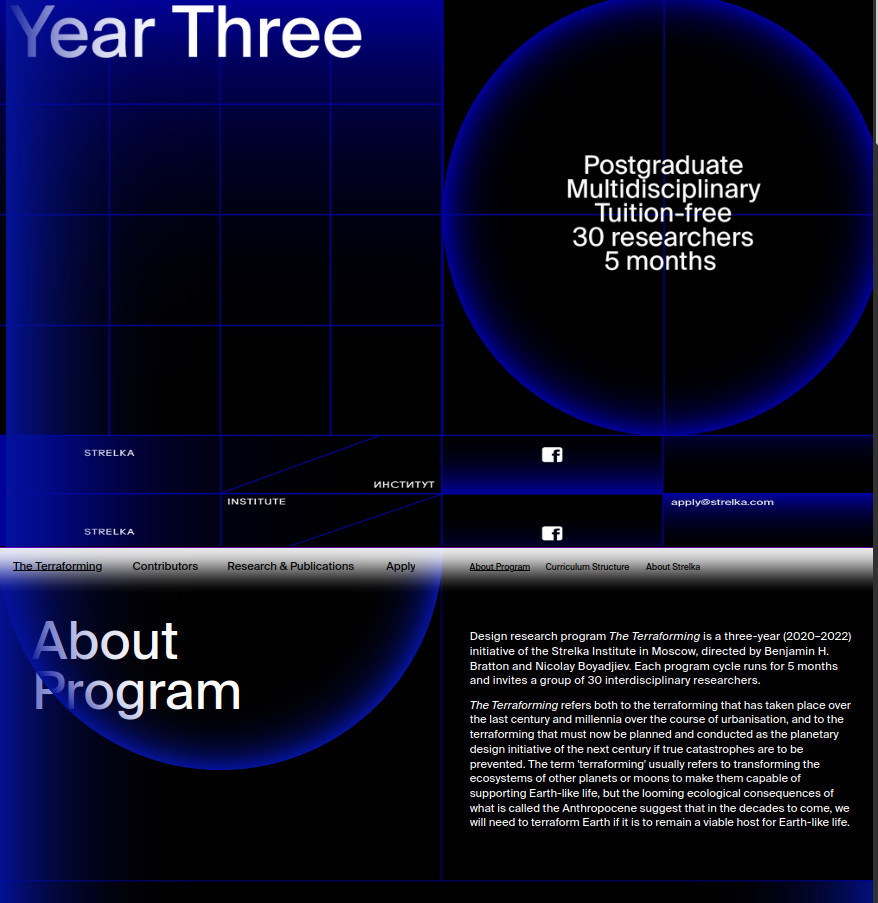 Year Three
Postgraduate
Multidisciplinary
Tuition-free
30 researchers
5 months
STRELKA
ИНСТИТУТ
INSTITUTE
apply@strelka.com
STRELKA
The Terraforming
Contributors
Research & Publications
Apply
About Program
Curriculum Structure
About Strelka
About
Program
Design research program The Terraforming is a three-year (2020–2022)
initiative of the Strelka Institute in Moscow, directed by Benjamin H.
Bratton and Nicolay Boyadjiev. Each program cycle runs for 5 months
and invites a group of 30 interdisciplinary researchers.
The Terraforming refers both to the terraforming that has taken place over
the last century and millennia over the course of urbanisation, and to the
terraforming that must now be planned and conducted as the planetary
design initiative of the next century if true catastrophes are to be
prevented. The term 'terraforming' usually refers to transforming the
ecosystems of other planets or moons to make them capable of
supporting Earth-like life, but the looming ecological consequences of
what is called the Anthropocene suggest that in the decades to come, we
will need to terraform Earth if it is to remain a viable host for Earth-like life.